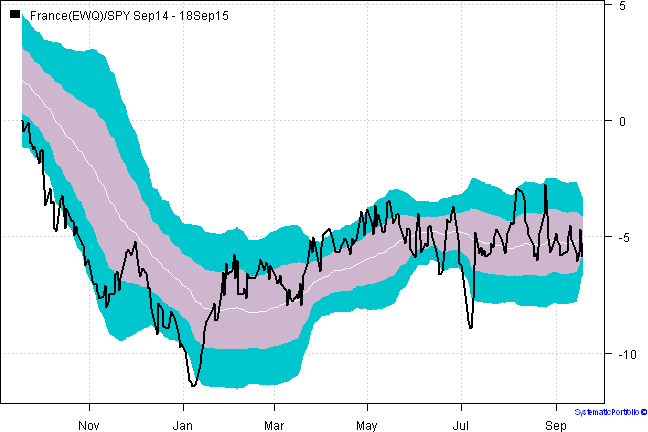 France(EWQ)/SPY Sep14 - 18Sep15
5
0
-5
-10
Nov Jan Mar May Jul Sep
SystematicPortfolio ©